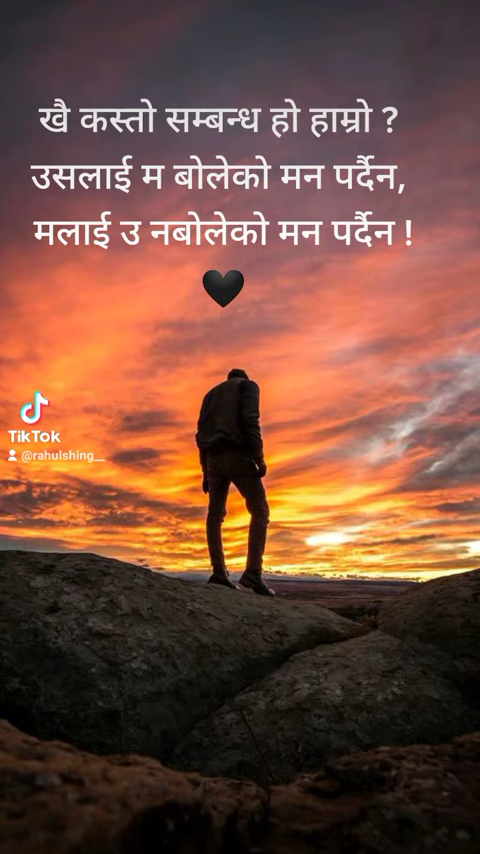 खै कस्तो सम्बन्ध हो हाम्रो ?
उसलाई म बोलेको मन पर्दैन,
मलाई उ नबोलेको मन पर्दैन !
TikTok
@rahulshing__